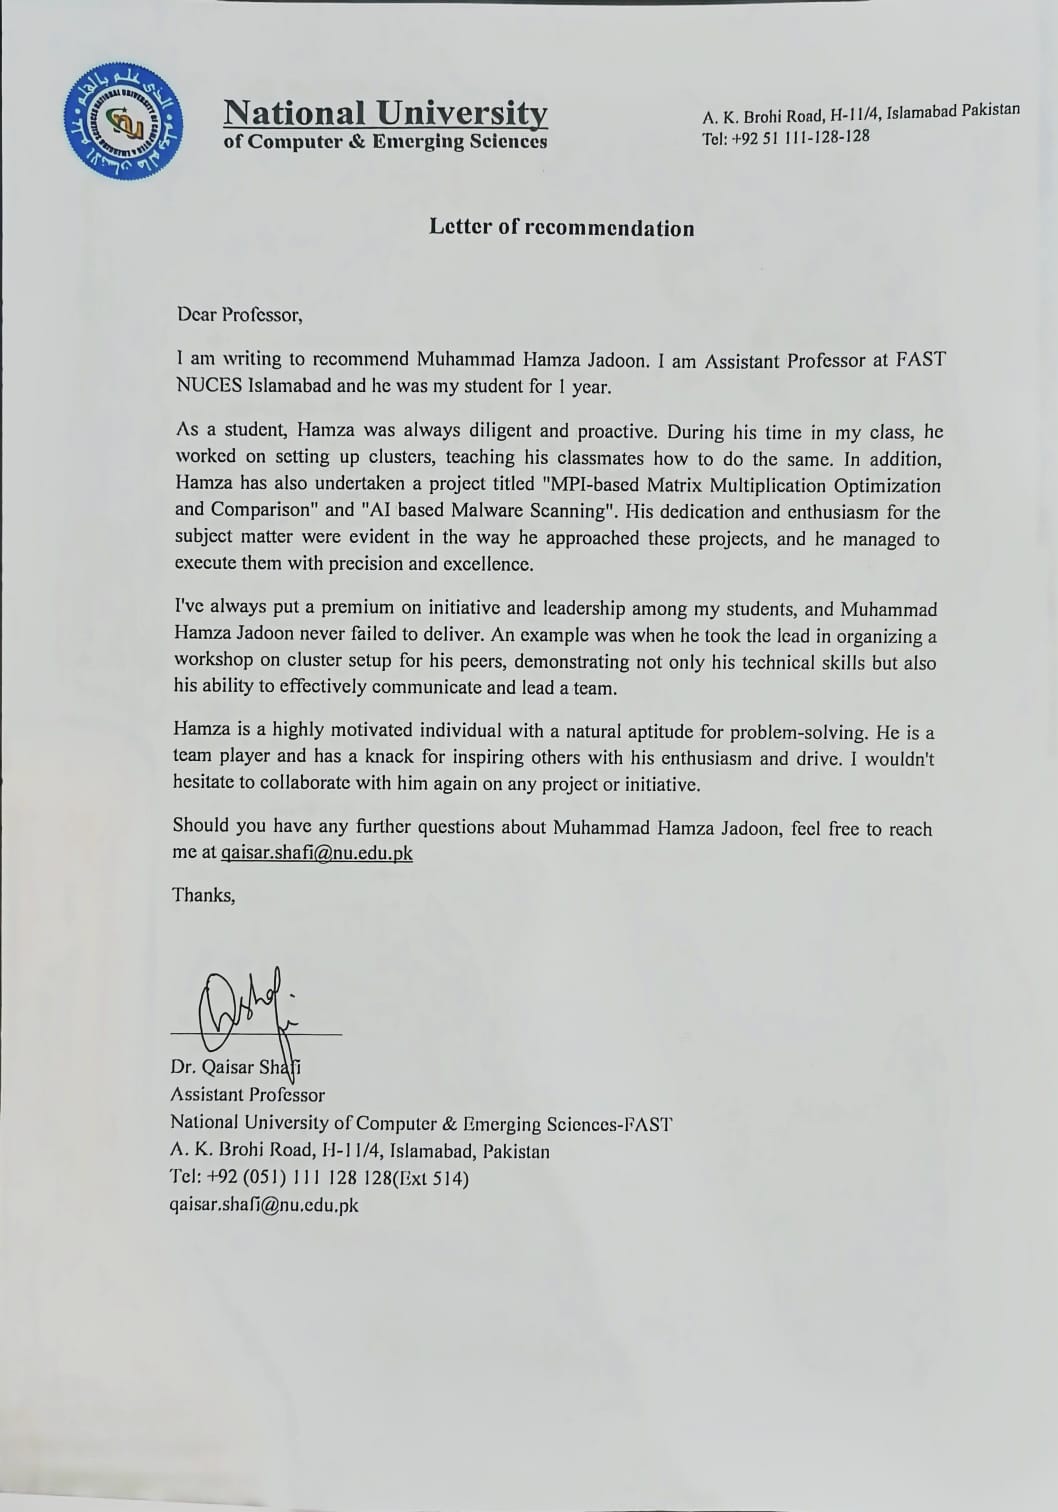 National University
of Computer & Emerging Sciences
A. K. Brohi Road, H-11/4, Islamabad Pakistan
Tel: +92 51 111-128-128
Letter of recommendation
Dear Professor,
I am writing to recommend Muhammad Hamza Jadoon. I am Assistant Professor at FAST
NUCES Islamabad and he was my student for 1 year.
As a student, Hamza was always diligent and proactive. During his time in my class, he
worked on setting up clusters, teaching his classmates how to do the same. In addition,
Hamza has also undertaken a project titled "MPI-based Matrix Multiplication Optimization
and Comparison" and "AI based Malware Scanning". His dedication and enthusiasm for the
subject matter were evident in the way he approached these projects, and he managed to
execute them with precision and excellence.
I've always put a premium on initiative and leadership among my students, and Muhammad
Hamza Jadoon never failed to deliver. An example was when he took the lead in organizing a
workshop on cluster setup for his peers, demonstrating not only his technical skills but also
his ability to effectively communicate and lead a team.
Hamza is a highly motivated individual with a natural aptitude for problem-solving. He is a
team player and has a knack for inspiring others with his enthusiasm and drive. I wouldn't
hesitate to collaborate with him again on any project or initiative.
Should you have any further questions about Muhammad Hamza Jadoon, feel free to reach
me at qaisar.shafi@nu.edu.pk
Thanks,
Dr. Qaisar Shafi
Assistant Professor
National University of Computer & Emerging Sciences-FAST
A. K. Brohi Road, H-11/4, Islamabad, Pakistan
Tel: +92 (051) 111 128 128(Ext 514)
qaisar.shafi@nu.edu.pk